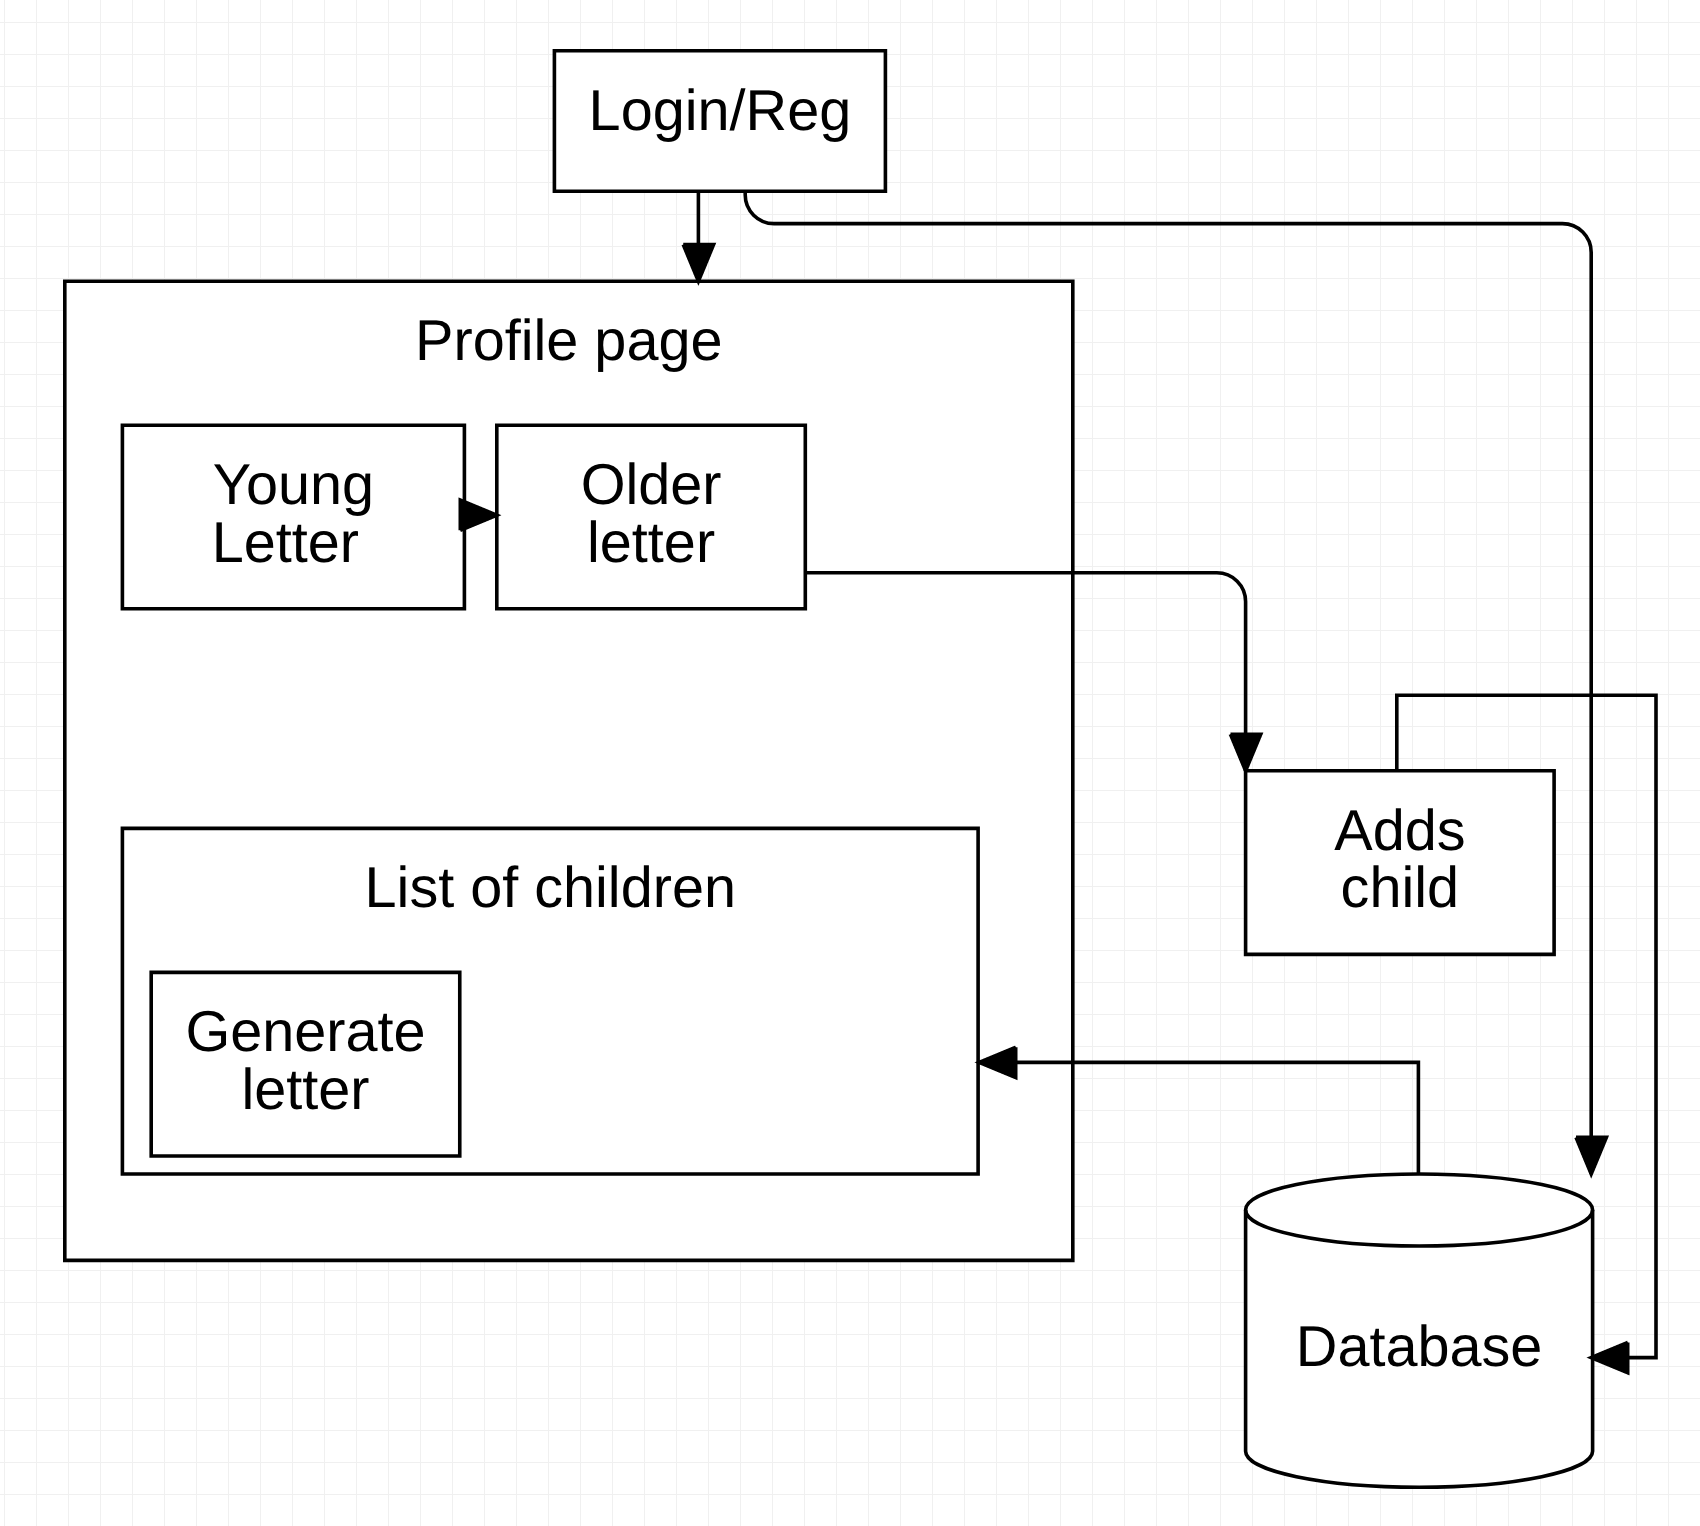 Login/Reg
Profile page
Young
Letter
Older
letter
Adds
child
List of children
Generate
letter
Database